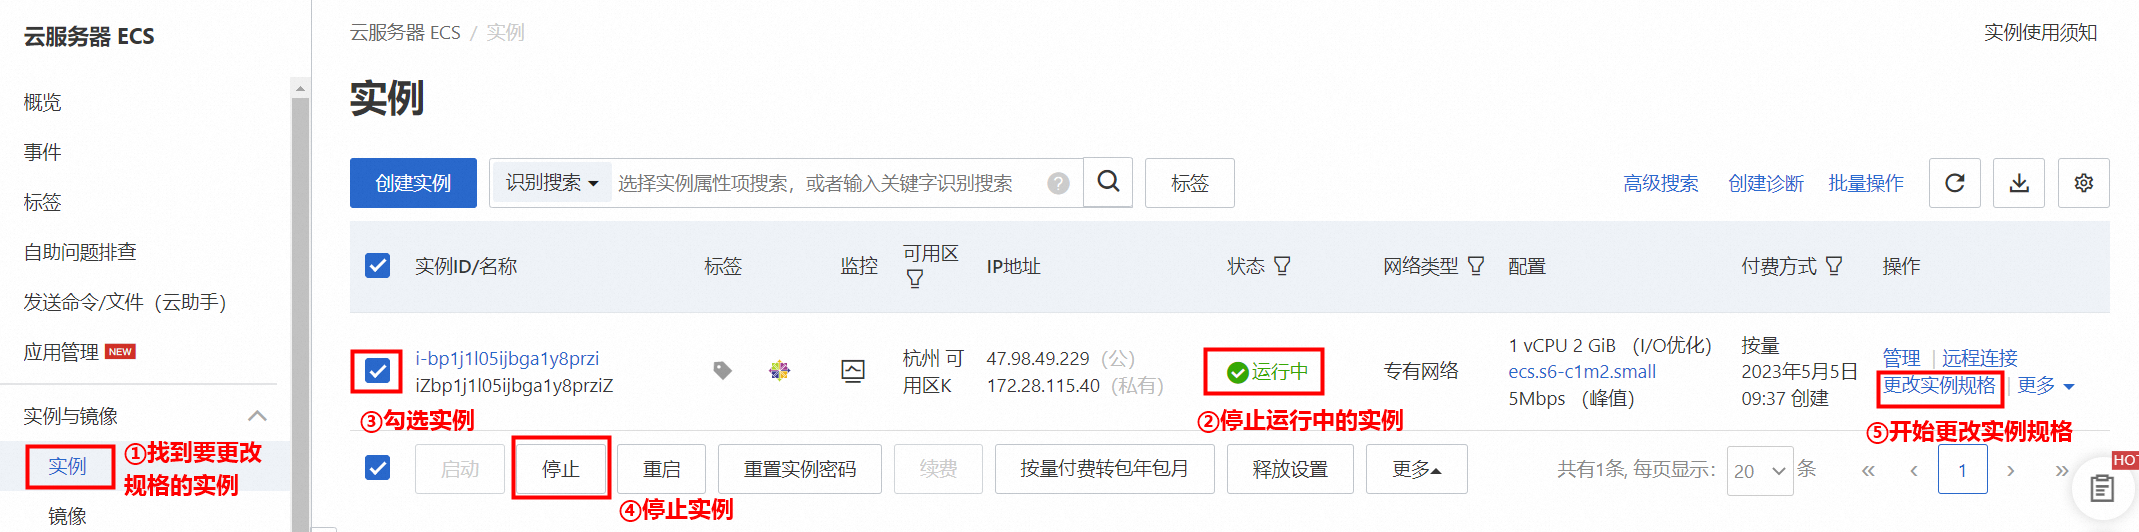 云服务器 ECS
概览
事件
标签
自助问题排查
发送命令/文件（云助手）
应用管理 NEW
实例与镜像
实例
①找到要更改
规格的实例
镜像
云服务器 ECS / 实例
实例使用须知
实例
创建实例
识别搜索
选择实例属性项搜索，或者输入关键字识别搜索
?
标签
高级搜索
创建诊断
批量操作
实例ID/名称
标签
监控
可用区
IP地址
状态
网络类型
配置
付费方式
操作
i-bp1j1l05ijbga1y8przi
iZbp1j1l05ijbga1y8prziZ
杭州 可
用区K
47.98.49.229（公）
172.28.115.40（私有）
运行中
专有网络
1 vCPU 2 GiB （I/O优化）
ecs.s6-c1m2.small
5Mbps （峰值）
按量
2023年5月5日
09:37 创建
管理 | 远程连接
更改实例规格 | 更多
③勾选实例
②停止运行中的实例
⑤开始更改实例规格
启动
停止
重启
重置实例密码
续费
按量付费转包年包月
释放设置
更多
④停止实例
共有1条, 每页显示:
20
条
« ‹ 1 › »
HOT